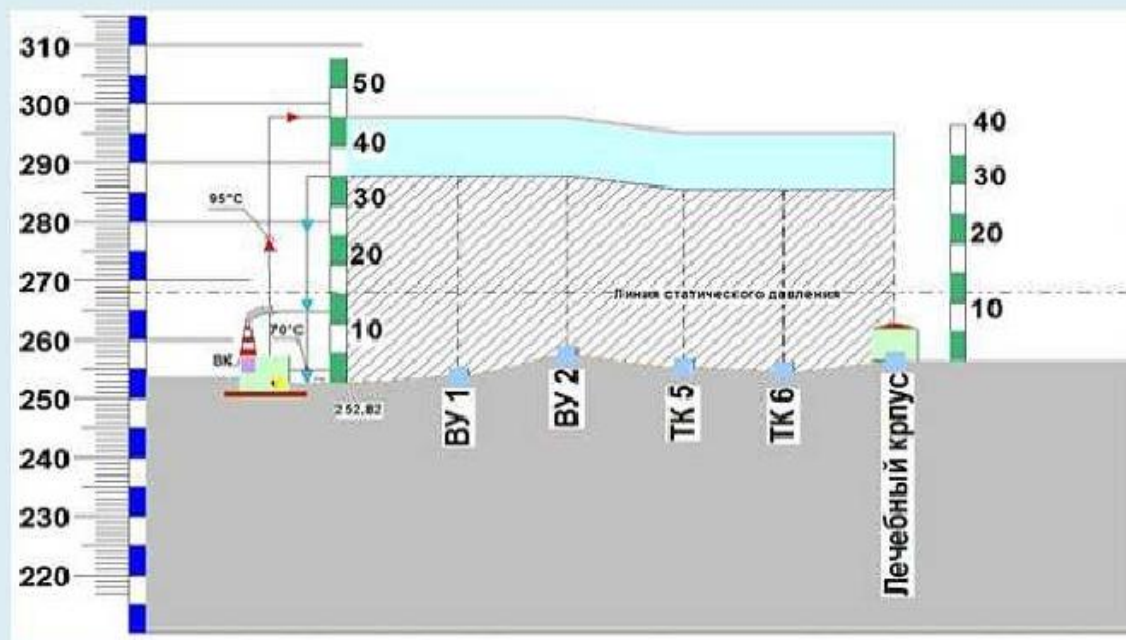 310
300
290
280
270
260
250
240
230
220
50
40
30
20
10
95°C
70°C
ВК
252,82
Линия статического давления
40
30
20
10
ВУ 1
ВУ 2
ТК 5
ТК 6
Лечебный крпус